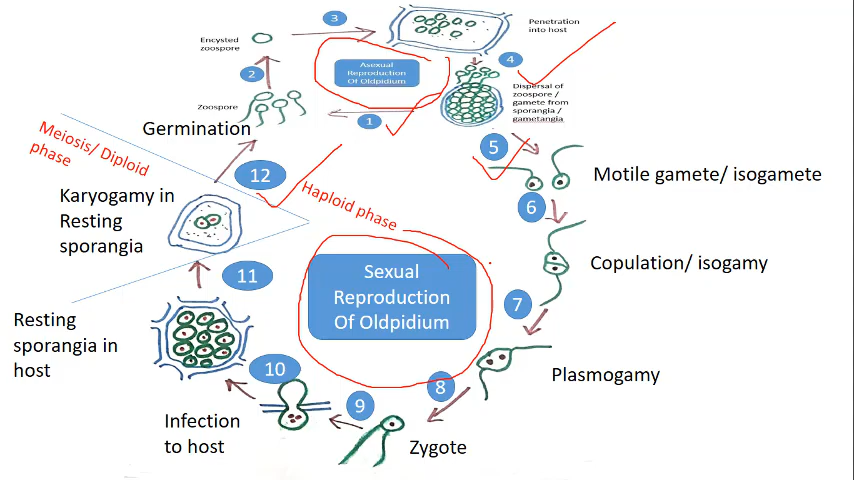 3
Encysted
zoospore
Penetration
into host
Asexual
Reproduction
Of Oldpidium
4
2
Dispersal of
zoospore /
gamete from
sporangia /
gametangia
Zoospore
1
Germination
5
Meiosis/ Diploid
phase
12
Motile gamete/ isogamete
Haploid phase
6
Karyogamy in
Resting
sporangia
Copulation/ isogamy
11
Sexual
Reproduction
Of Oldpidium
7
Resting
sporangia in
host
10
8
Plasmogamy
9
Infection
to host
Zygote